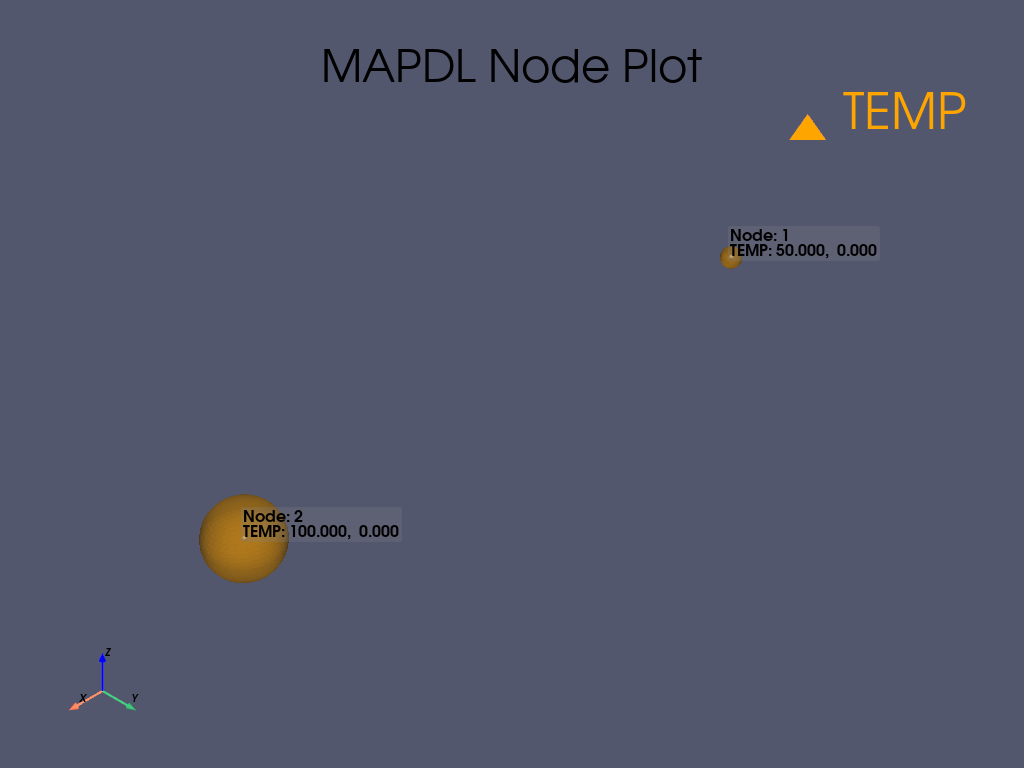 MAPDL Node Plot
TEMP
Node: 1
TEMP: 50.000,  0.000
Node: 2
TEMP: 100.000,  0.000
Z
X
Y